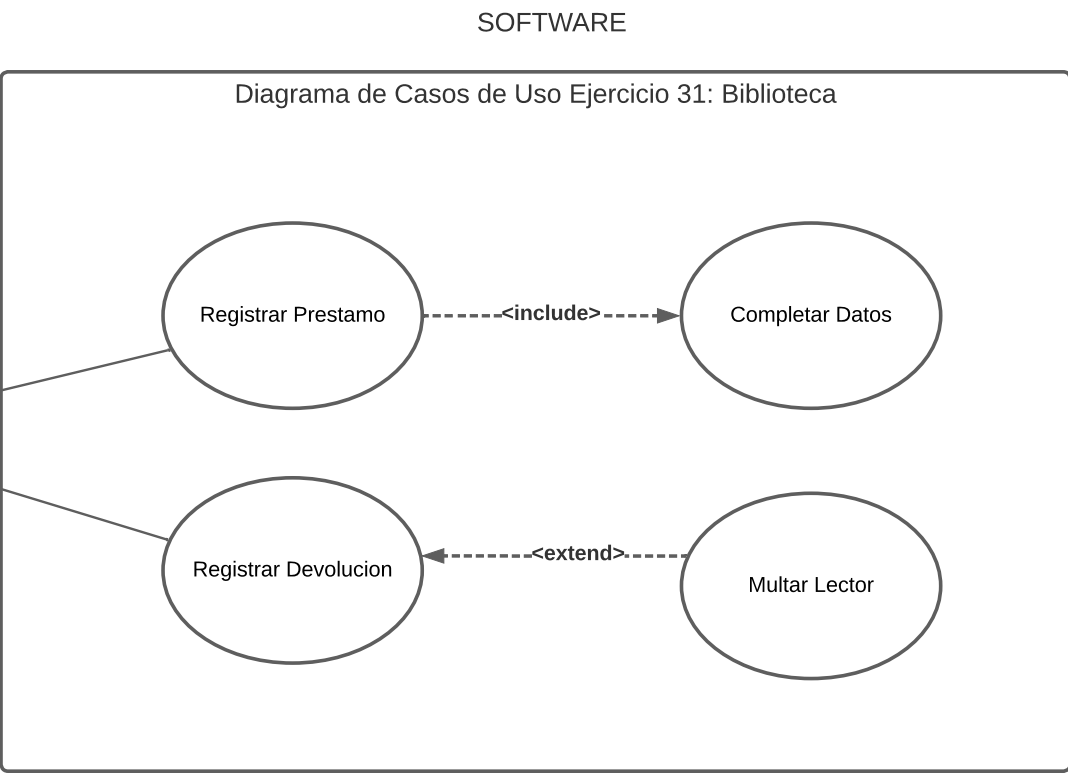 SOFTWARE
Diagrama de Casos de Uso Ejercicio 31: Biblioteca
Registrar Prestamo
<include>
Completar Datos
Registrar Devolucion
<extend>
Multar Lector